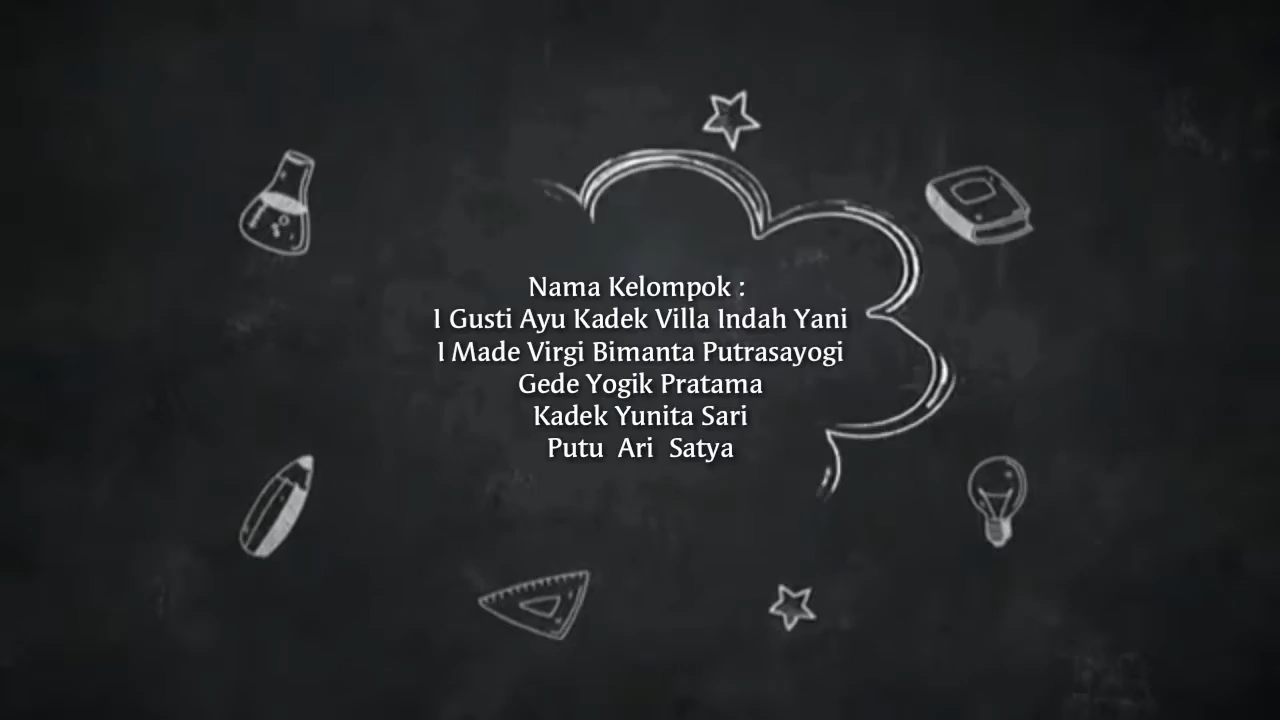 Nama Kelompok :
I Gusti Ayu Kadek Villa Indah Yani
I Made Virgi Bimanta Putrasayogi
Gede Yogik Pratama
Kadek Yunita Sari
Putu Ari Satya